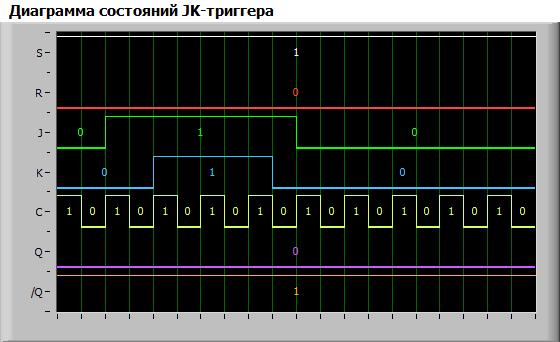 Диаграмма состояний JK-триггера
S 1
R 0
J 0 1 0
K 0 1 0
C 1 0 1 0 1 0 1 0 1 0 1 0 1 0 1 0 1 0 1 0
Q 0
/Q 1